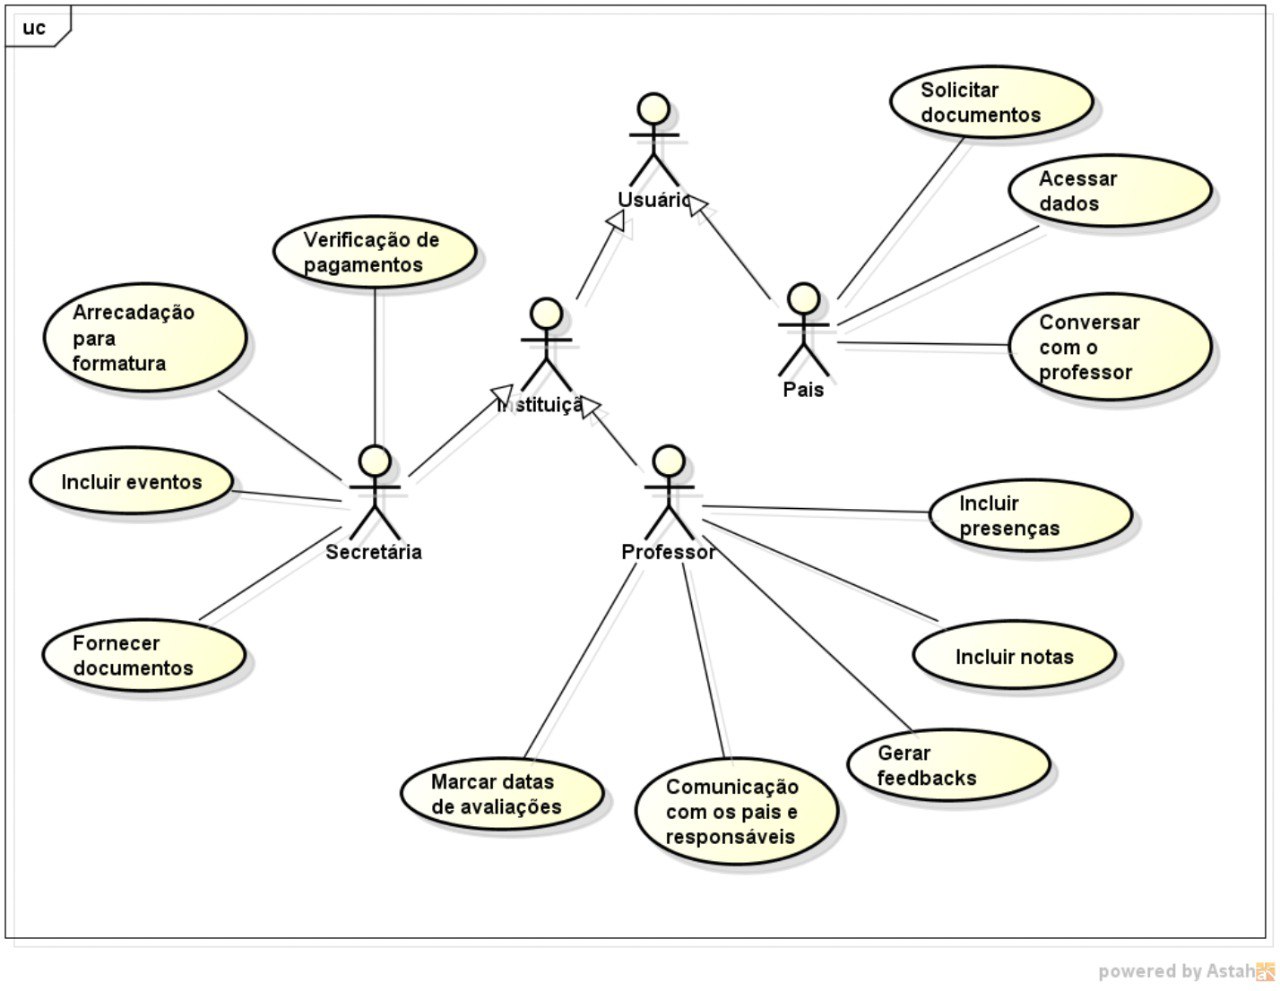 uc
Usuário
Solicitar
documentos
Acessar
dados
Verificação de
pagamentos
Arrecadação
para
formatura
Conversar
com o
professor
Pais
Instituiçã
Incluir eventos
Secretária
Professor
Incluir
presenças
Fornecer
documentos
Incluir notas
Gerar
feedbacks
Marcar datas
de avaliações
Comunicação
com os pais e
responsáveis
powered by Astah